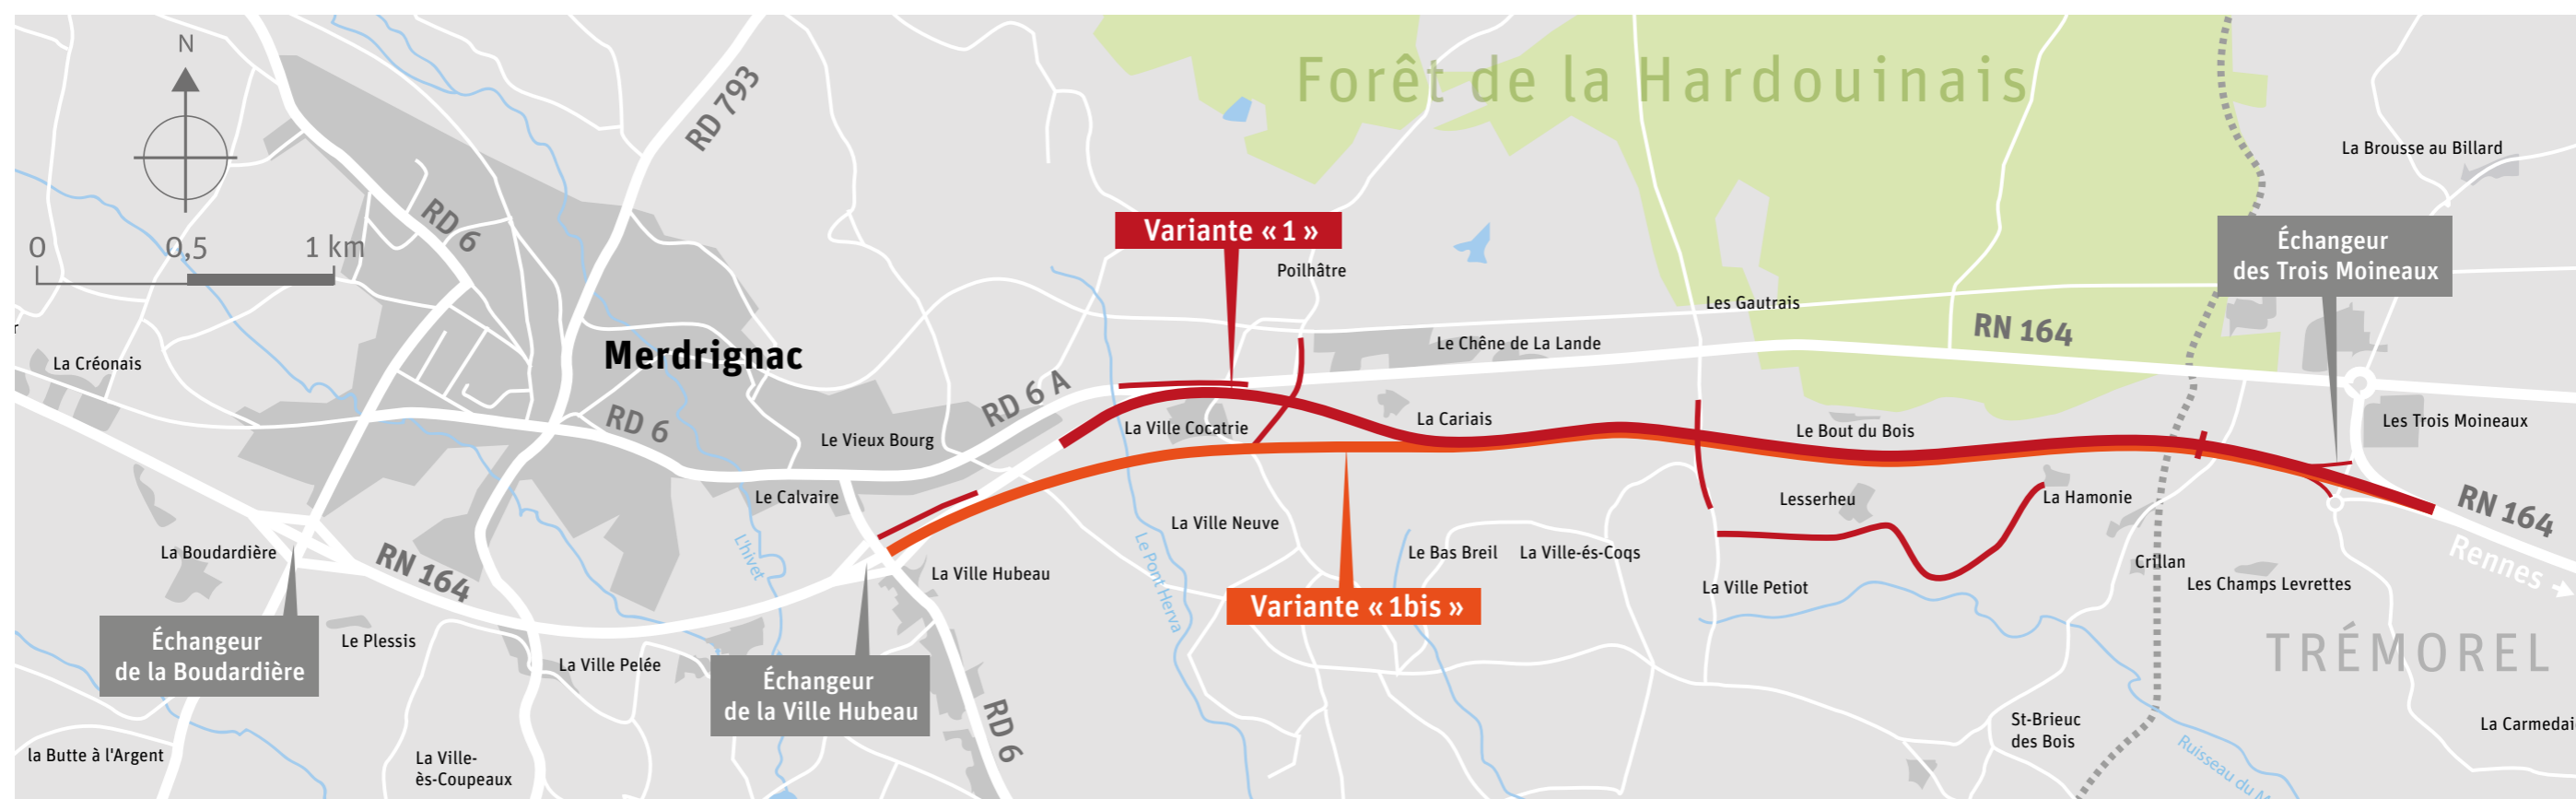 N
0 0,5 1 km
RD 6
RD 793
Forêt de la Hardouinais
La Brousse au Billard
Variante « 1 »
Poilhâtre
Échangeur
des Trois Moineaux
Les Gautrais
RN 164
Le Chêne de La Lande
r
La Créonais
Merdrignac
RD 6 A
RD 6
Le Vieux Bourg
La Ville Cocatrie
La Cariais
Le Bout du Bois
Les Trois Moineaux
Le Calvaire
Lesserheu
La Hamonie
RN 164
Rennes
La Ville Neuve
Le Bas Breil
La Ville-és-Coqs
La Boudardière
RN 164
L'hivet
La Ville Hubeau
Le Pont Herva
Crillan
Les Champs Levrettes
La Ville Petiot
Variante « 1bis »
Échangeur
de la Boudardière
Le Plessis
La Ville Pelée
Échangeur
de la Ville Hubeau
TRÉMOREL
RD 6
St-Brieuc
des Bois
La Carmedai
la Butte à l'Argent
La Ville-
ès-Coupeaux
Ruisseau du M